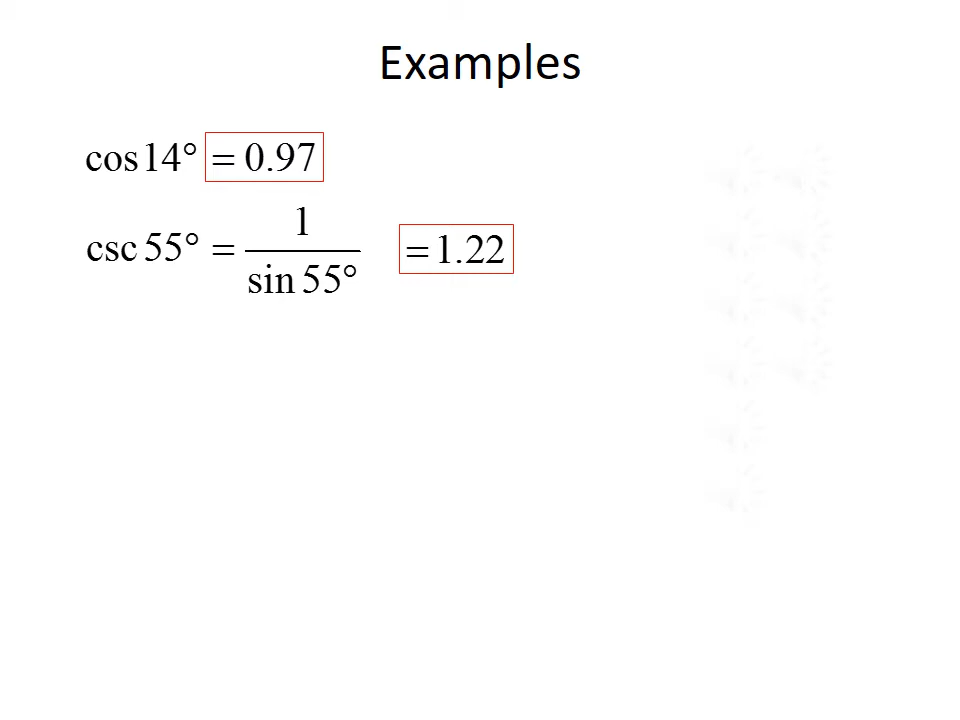 Examples
cos 14° = 0.97
csc 55° = 1 / sin 55° = 1.22